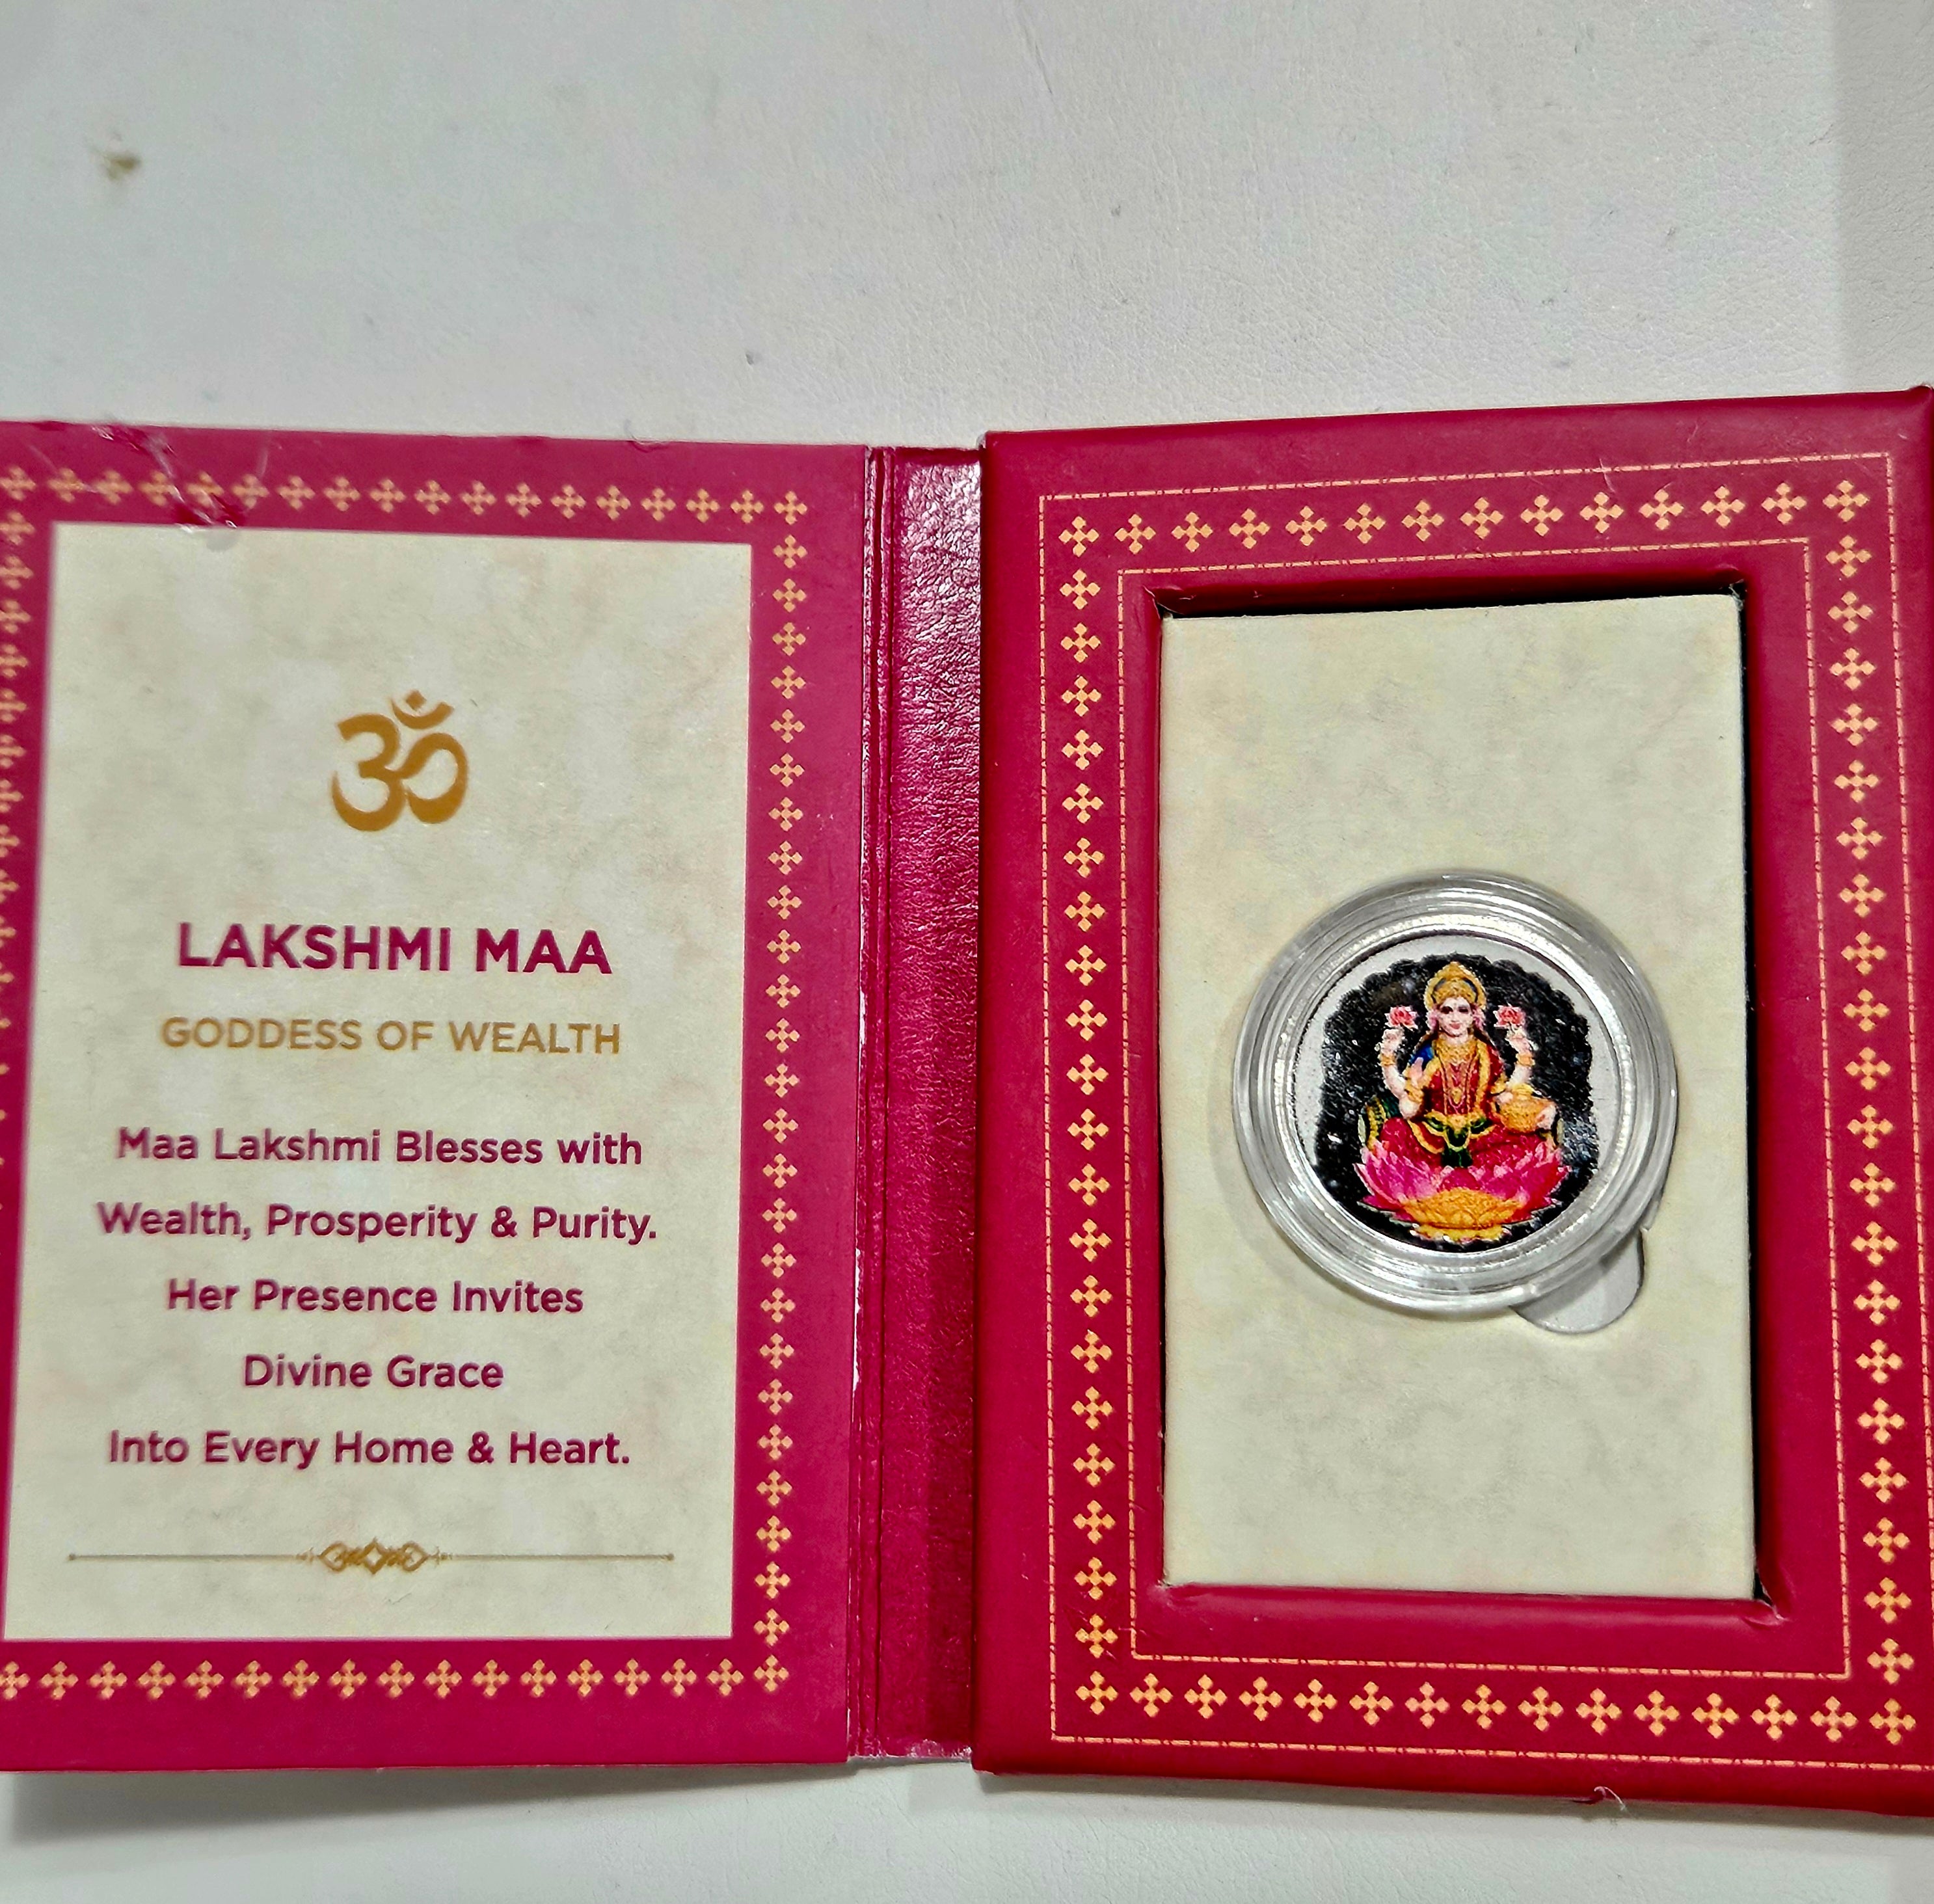 ॐ
LAKSHMI MAA
GODDESS OF WEALTH
Maa Lakshmi Blesses with
Wealth, Prosperity & Purity.
Her Presence Invites
Divine Grace
Into Every Home & Heart.